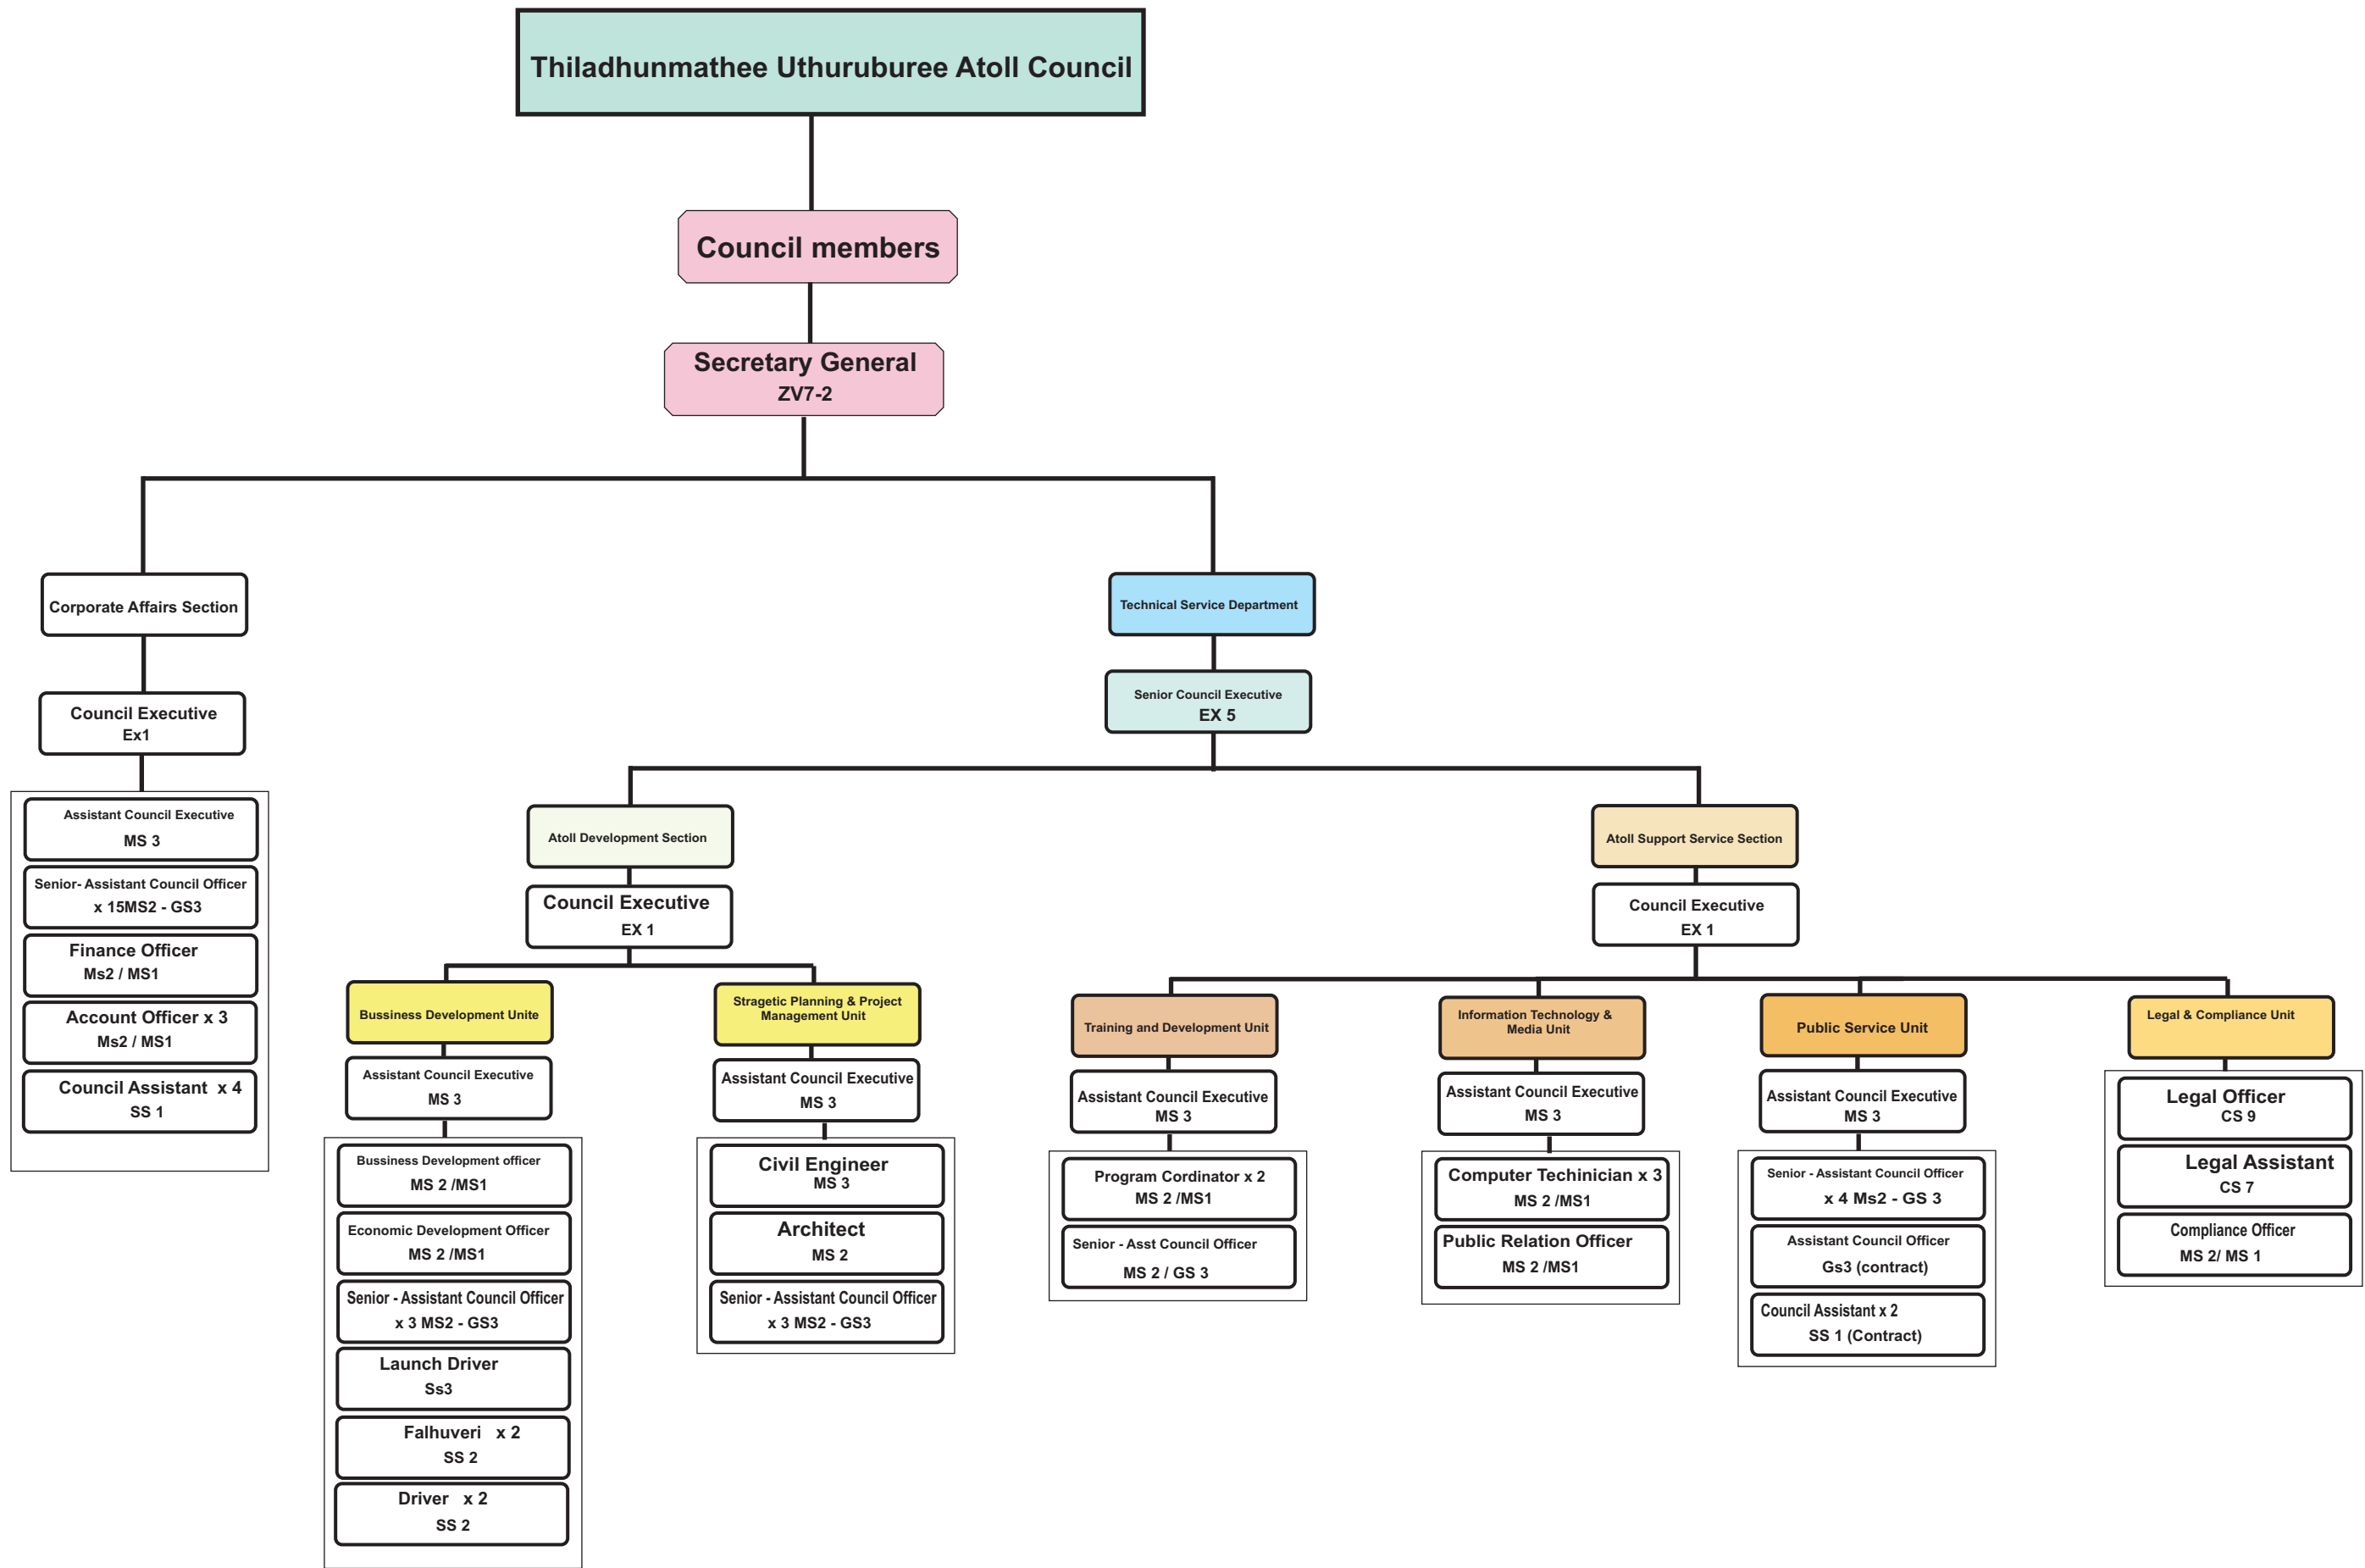 Thiladhunmathee Uthuruburee Atoll Council
Council members
Secretary General
ZV7-2
Corporate Affairs Section
Council Executive
Ex1
Assistant Council Executive
MS 3
Senior- Assistant Council Officer
x 15MS2 - GS3
Finance Officer
Ms2 / MS1
Account Officer x 3
Ms2 / MS1
Council Assistant x 4
SS 1
Technical Service Department
Senior Council Executive
EX 5
Atoll Development Section
Council Executive
EX 1
Bussiness Development Unite
Assistant Council Executive
MS 3
Bussiness Development officer
MS 2 /MS1
Economic Development Officer
MS 2 /MS1
Senior - Assistant Council Officer
x 3 MS2 - GS3
Launch Driver
Ss3
Falhuveri x 2
SS 2
Driver x 2
SS 2
Stragetic Planning & Project
Management Unit
Assistant Council Executive
MS 3
Civil Engineer
MS 3
Architect
MS 2
Senior - Assistant Council Officer
x 3 MS2 - GS3
Atoll Support Service Section
Council Executive
EX 1
Training and Development Unit
Assistant Council Executive
MS 3
Program Cordinator x 2
MS 2 /MS1
Senior - Asst Council Officer
MS 2 / GS 3
Information Technology &
Media Unit
Assistant Council Executive
MS 3
Computer Techinician x 3
MS 2 /MS1
Public Relation Officer
MS 2 /MS1
Public Service Unit
Assistant Council Executive
MS 3
Senior - Assistant Council Officer
x 4 Ms2 - GS 3
Assistant Council Officer
Gs3 (contract)
Council Assistant x 2
SS 1 (Contract)
Legal & Compliance Unit
Legal Officer
CS 9
Legal Assistant
CS 7
Compliance Officer
MS 2/ MS 1